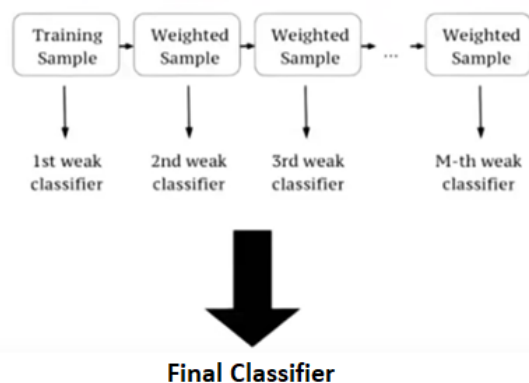 Training Weighted Weighted Weighted
Sample Sample Sample ... Sample
1st weak 2nd weak 3rd weak M-th weak
classifier classifier classifier classifier
Final Classifier